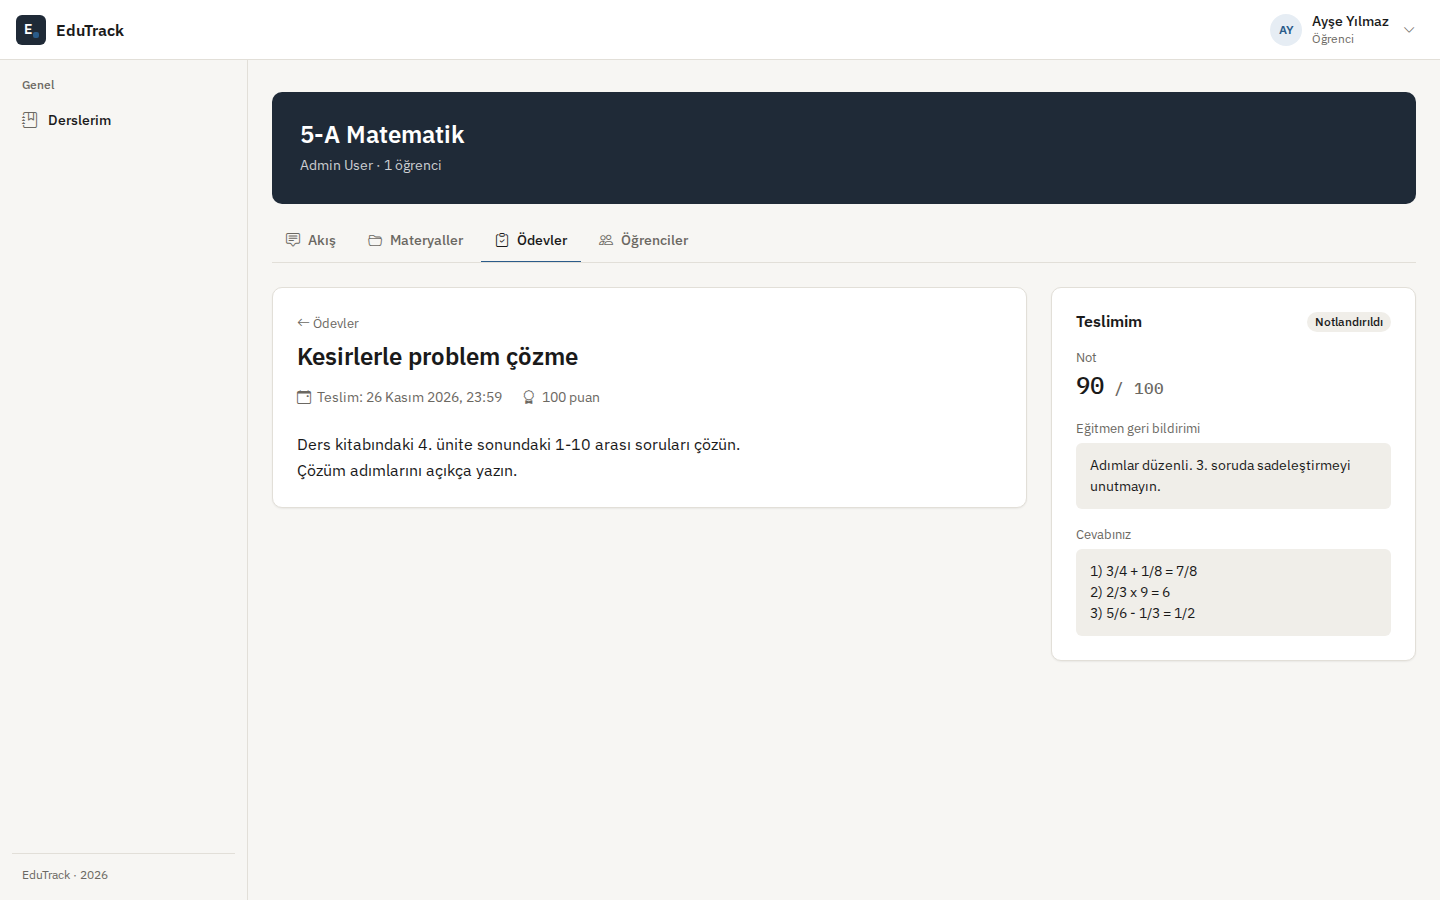 E.
EduTrack
AY
Ayşe Yılmaz
Öğrenci
Genel
Derslerim
5-A Matematik
Admin User · 1 öğrenci
Akış
Materyaller
Ödevler
Öğrenciler
← Ödevler
Kesirlerle problem çözme
Teslim: 26 Kasım 2026, 23:59
100 puan
Ders kitabındaki 4. ünite sonundaki 1-10 arası soruları çözün.
Çözüm adımlarını açıkça yazın.
Teslimim
Notlandırıldı
Not
90 / 100
Eğitmen geri bildirimi
Adımlar düzenli. 3. soruda sadeleştirmeyi
unutmayın.
Cevabınız
1) 3/4 + 1/8 = 7/8
2) 2/3 x 9 = 6
3) 5/6 - 1/3 = 1/2
EduTrack · 2026